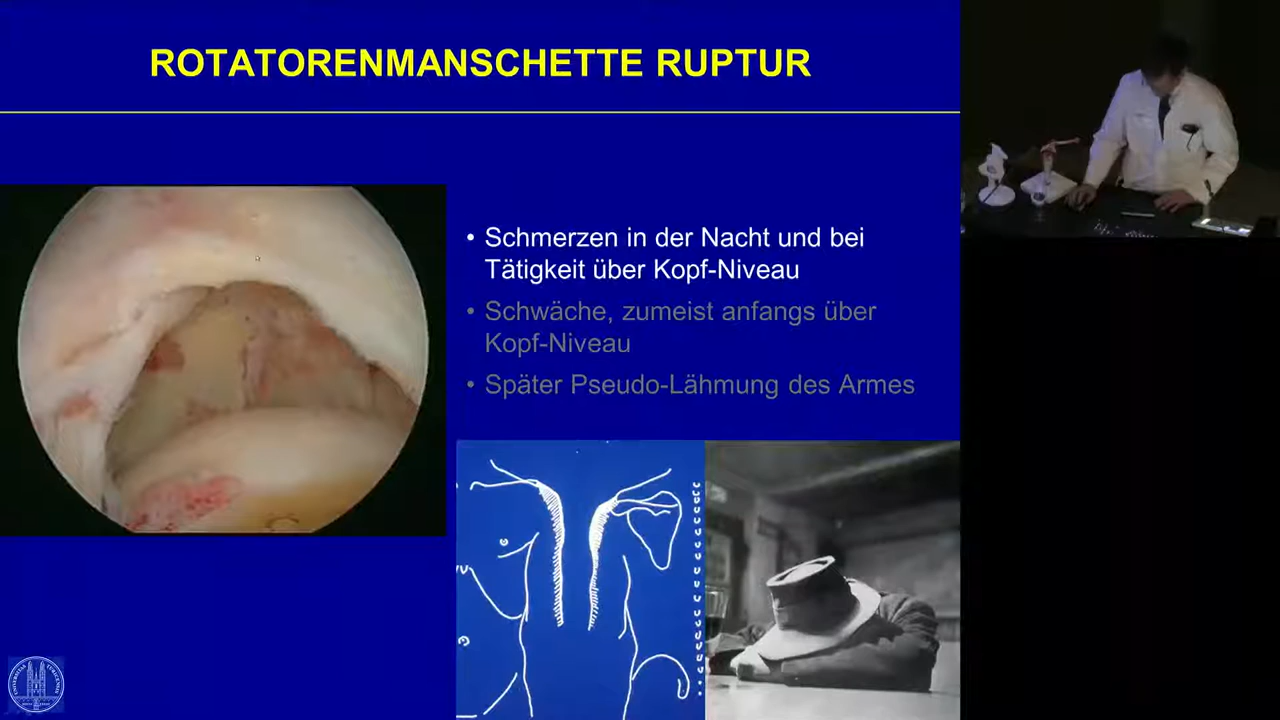 ROTATORENMANSCHETTE RUPTUR
• Schmerzen in der Nacht und bei
Tätigkeit über Kopf-Niveau
• Schwäche, zumeist anfangs über
Kopf-Niveau
• Später Pseudo-Lähmung des Armes